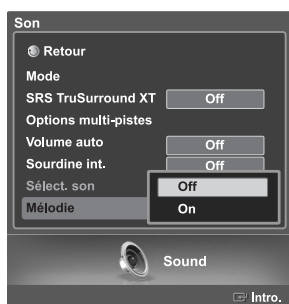 Son
Retour
Mode
SRS TruSurround XT Off
Options multi-pistes
Volume auto Off
Sourdine int. Off
Sélect. son Off
Mélodie On
Sound
Intro.